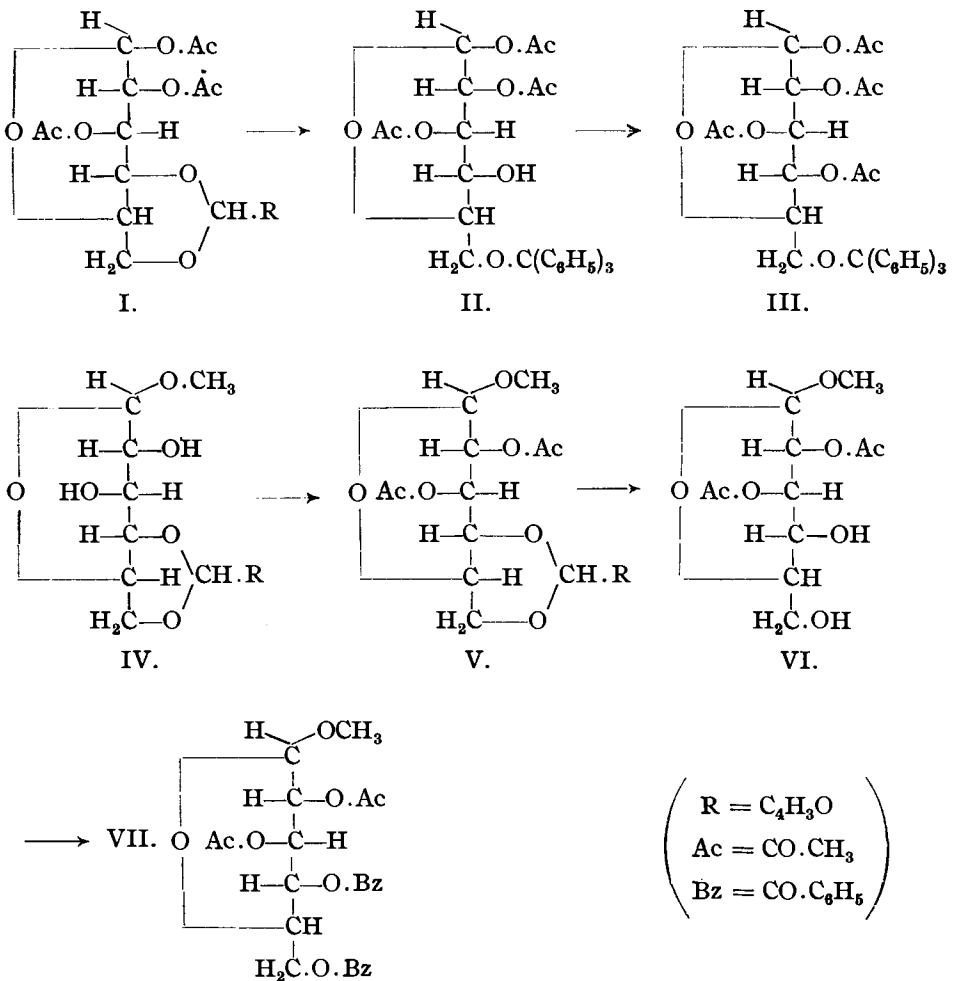 H
C—O.Ac
H—C—O.Ac
O Ac.O—C—H
H—C—O
CH CH.R
H₂C—O
I.
H
C—O.Ac
H—C—O.Ac
O Ac.O—C—H
H—C—OH
CH
H₂C.O.C(C₆H₅)₃
II.
H
C—O.Ac
H—C—O.Ac
O Ac.O—C—H
H—C—O.Ac
CH
H₂C.O.C(C₆H₅)₃
III.
H O.CH₃
C
H—C—OH
O HO—C—H
H—C—O
C—H CH.R
H₂C—O
IV.
H OCH₃
C
H—C—O.Ac
O Ac.O—C—H
H—C—O
C—H CH.R
H₂C—O
V.
H OCH₃
C
H—C—O.Ac
O Ac.O—C—H
H—C—OH
CH
H₂C.OH
VI.
H OCH₃
C
H—C—O.Ac
VII. O Ac.O—C—H
H—C—O.Bz
CH
H₂C.O.Bz
R = C₄H₃O
Ac = CO.CH₃
Bz = CO.C₆H₅